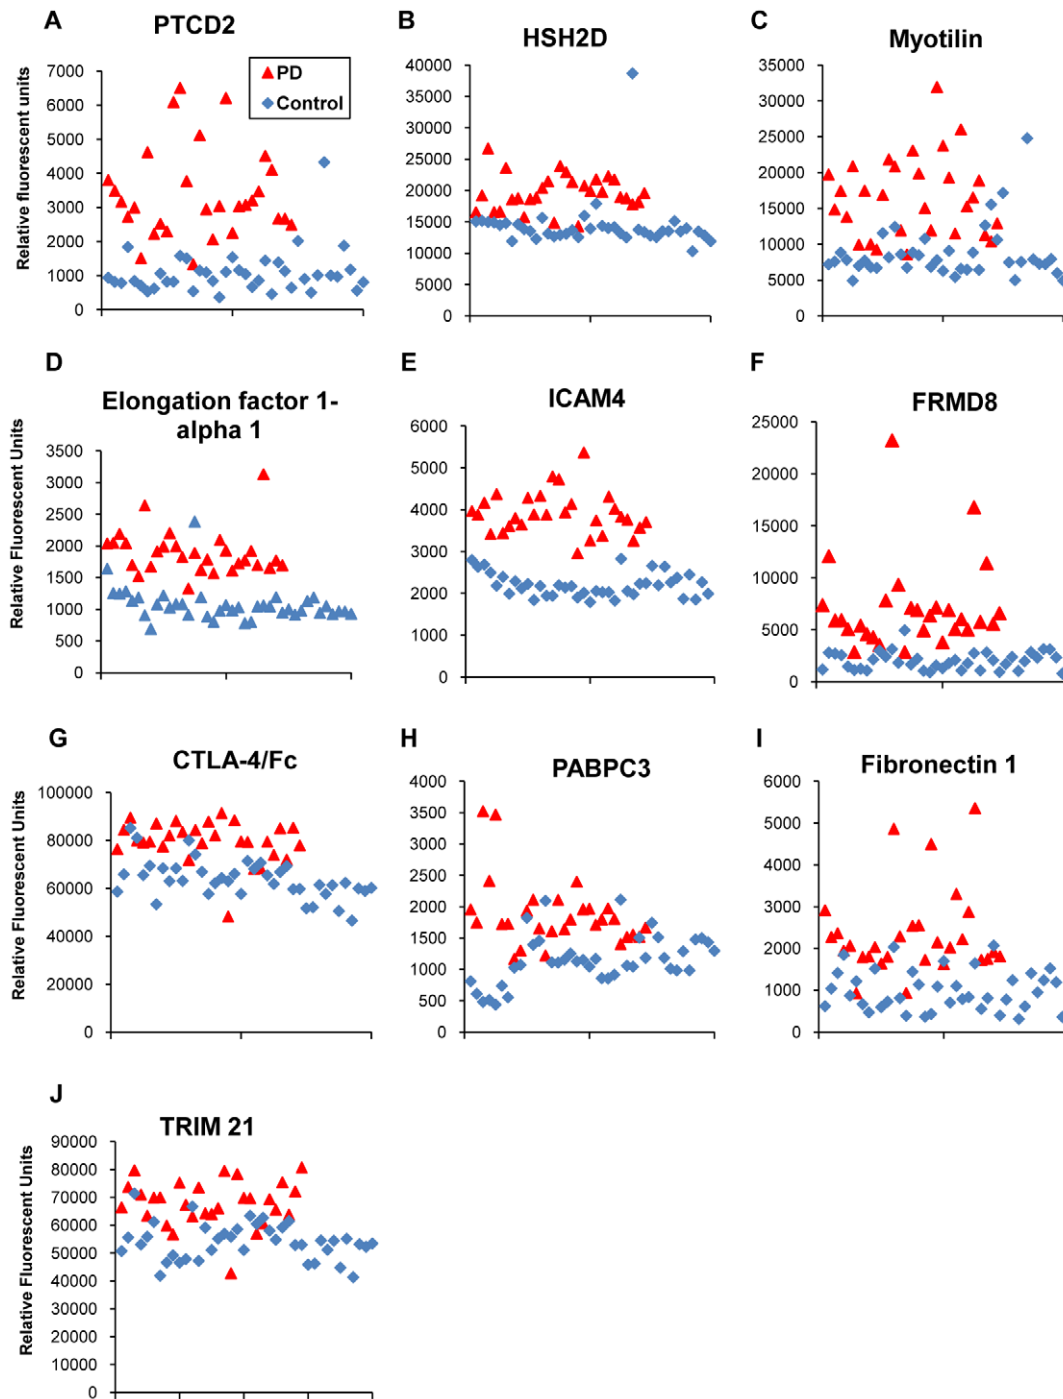 A
PTCD2
Relative fluorescent units
7000
6000
5000
4000
3000
2000
1000
0
PD
Control
B
HSH2D
40000
35000
30000
25000
20000
15000
10000
5000
0
C
Myotilin
35000
30000
25000
20000
15000
10000
5000
0
D
Elongation factor 1-
alpha 1
Relative Fluorescent Units
3500
3000
2500
2000
1500
1000
500
0
E
ICAM4
6000
5000
4000
3000
2000
1000
0
F
FRMD8
25000
20000
15000
10000
5000
0
G
CTLA-4/Fc
Relative Fluorescent Units
100000
80000
60000
40000
20000
0
H
PABPC3
4000
3500
3000
2500
2000
1500
1000
500
0
I
Fibronectin 1
6000
5000
4000
3000
2000
1000
0
J
TRIM 21
Relative Fluorescent Units
90000
80000
70000
60000
50000
40000
30000
20000
10000
0